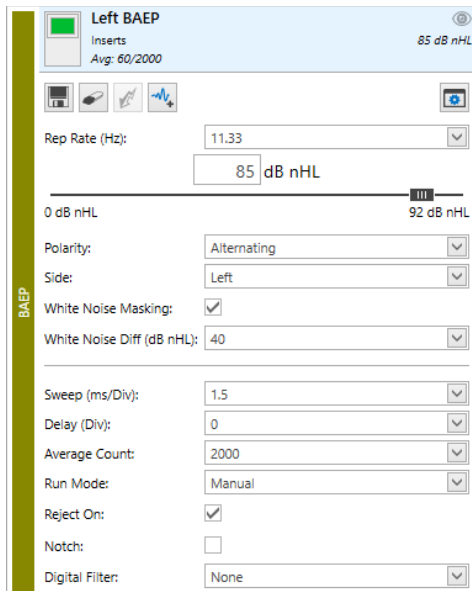 Left BAEP
Inserts 85 dB nHL
Avg: 60/2000
Rep Rate (Hz): 11.33
85 dB nHL
0 dB nHL 92 dB nHL
Polarity: Alternating
Side: Left
BAEP
White Noise Masking:
White Noise Diff (dB nHL): 40
Sweep (ms/Div): 1.5
Delay (Div): 0
Average Count: 2000
Run Mode: Manual
Reject On:
Notch:
Digital Filter: None